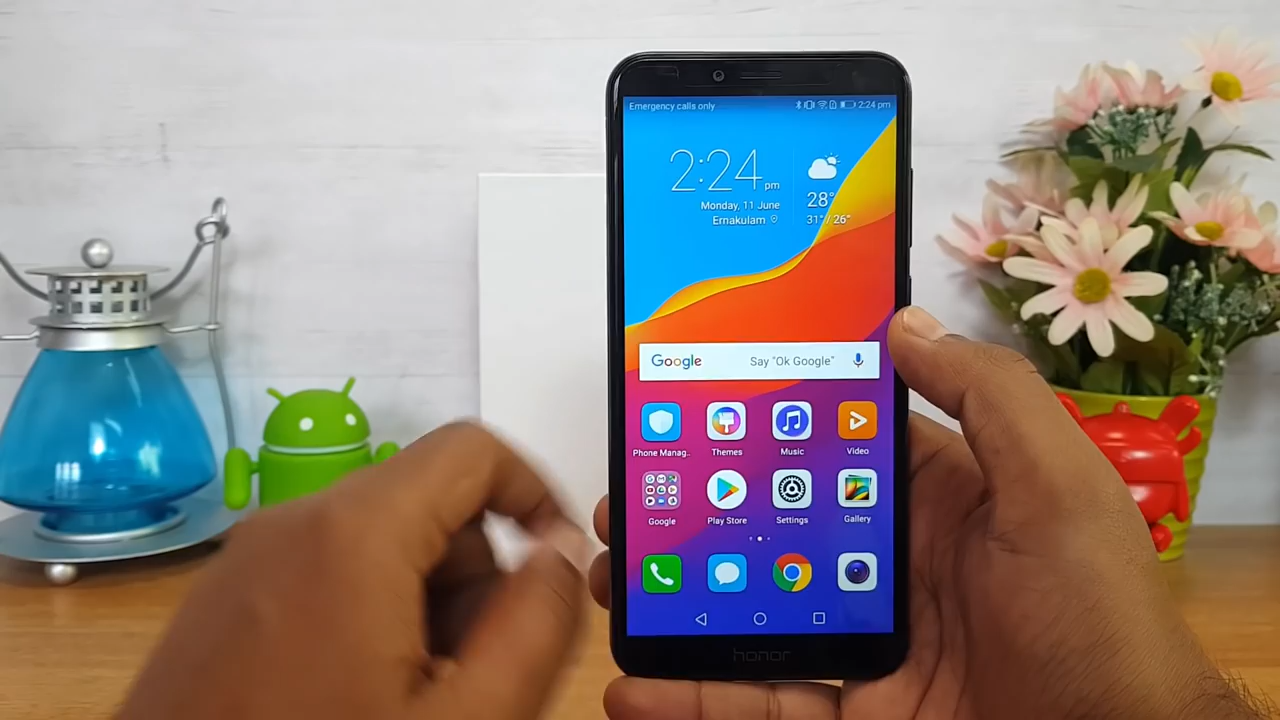 Emergency calls only
2:24 pm
2:24 pm
Monday, 11 June
Ernakulam
28°
31° / 26°
Google
Say "Ok Google"
Phone Manag..
Themes
Music
Video
Google
Play Store
Settings
Gallery
honor